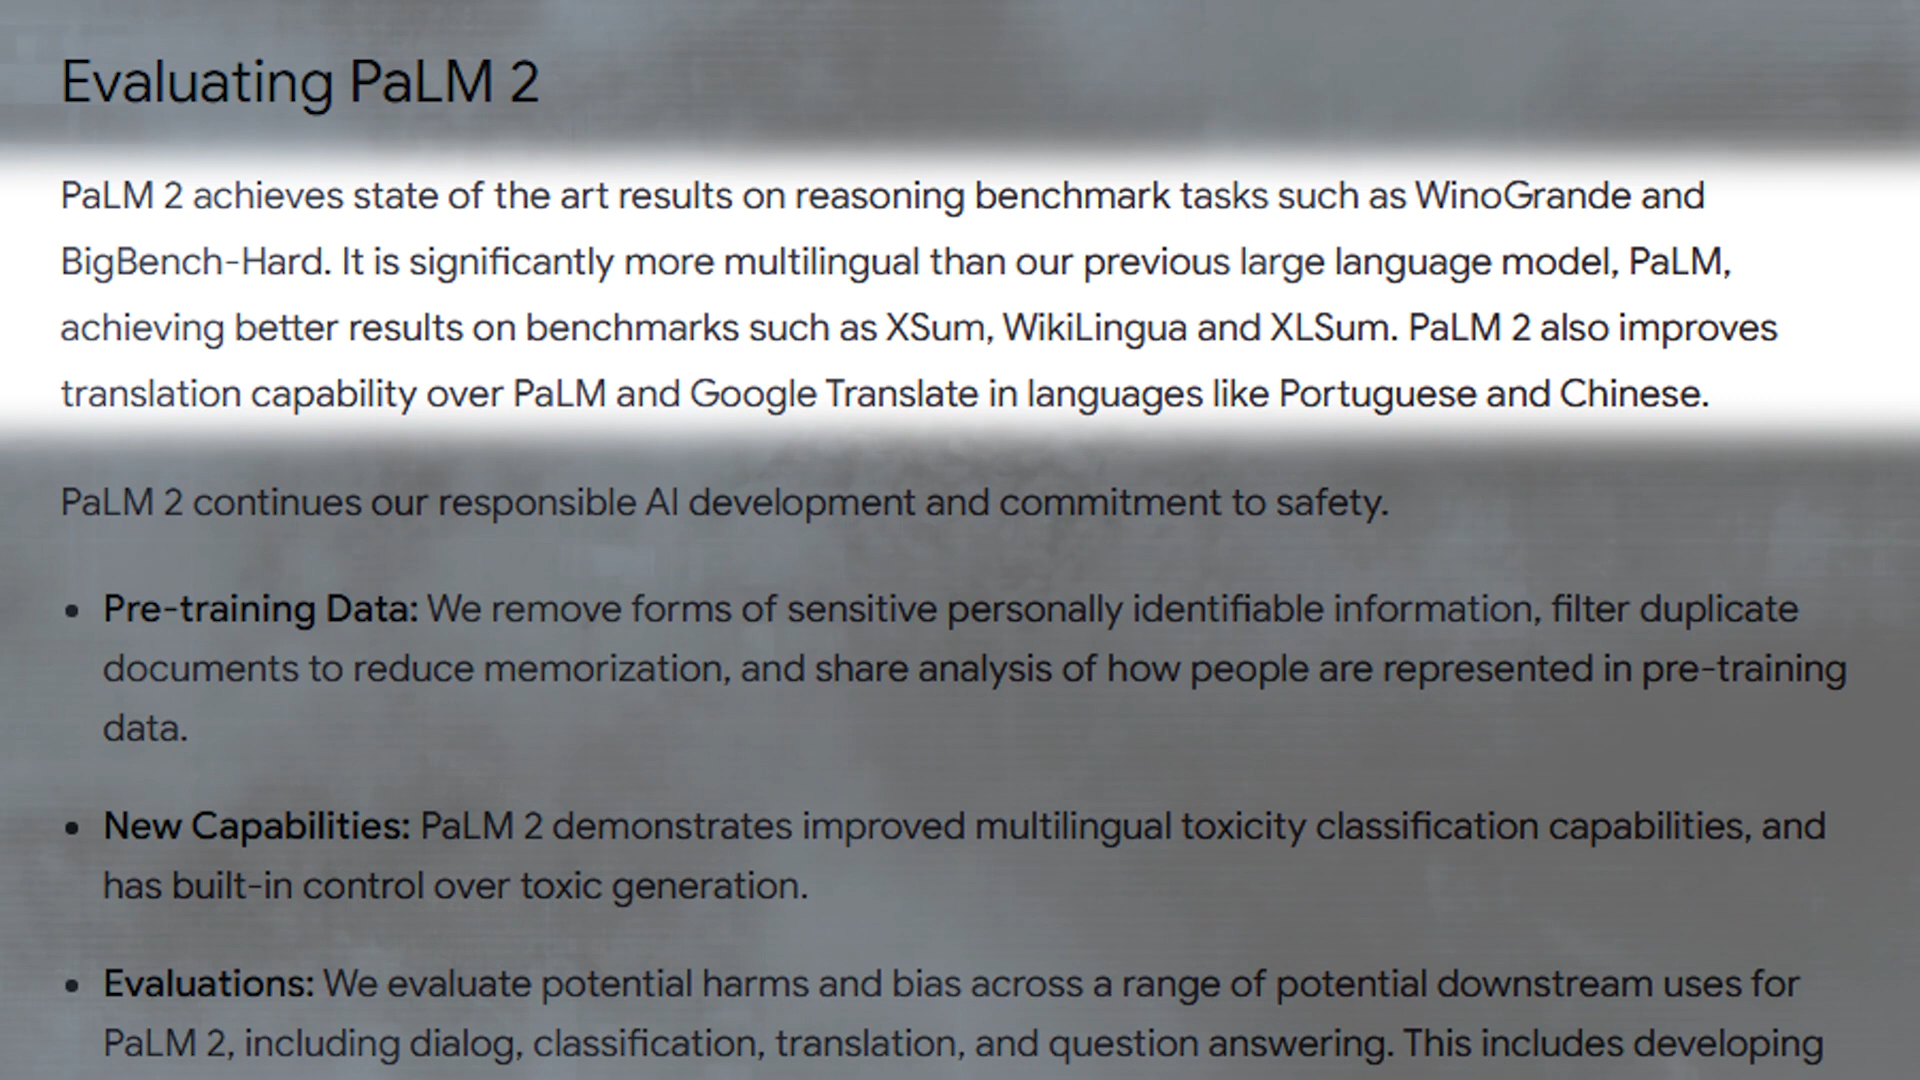 Evaluating PaLM 2
PaLM 2 achieves state of the art results on reasoning benchmark tasks such as WinoGrande and
BigBench-Hard. It is significantly more multilingual than our previous large language model, PaLM,
achieving better results on benchmarks such as XSum, WikiLingua and XLSum. PaLM 2 also improves
translation capability over PaLM and Google Translate in languages like Portuguese and Chinese.
PaLM 2 continues our responsible AI development and commitment to safety.
• Pre-training Data: We remove forms of sensitive personally identifiable information, filter duplicate
documents to reduce memorization, and share analysis of how people are represented in pre-training
data.
• New Capabilities: PaLM 2 demonstrates improved multilingual toxicity classification capabilities, and
has built-in control over toxic generation.
• Evaluations: We evaluate potential harms and bias across a range of potential downstream uses for
PaLM 2, including dialog, classification, translation, and question answering. This includes developing